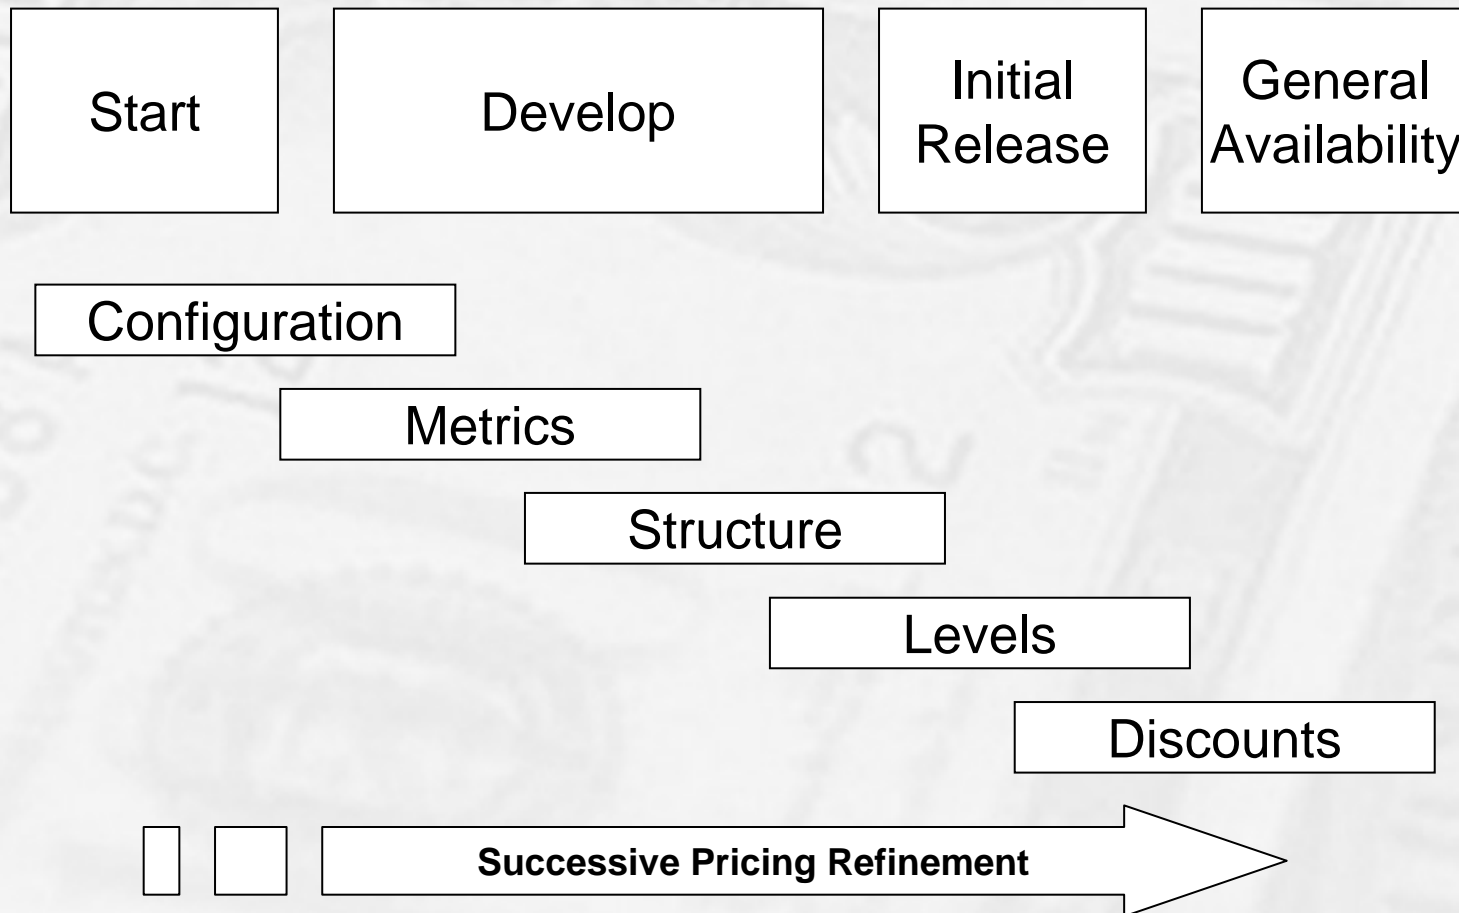 Start
Develop
Initial
Release
General
Availability
Configuration
Metrics
Structure
Levels
Discounts
Successive Pricing Refinement